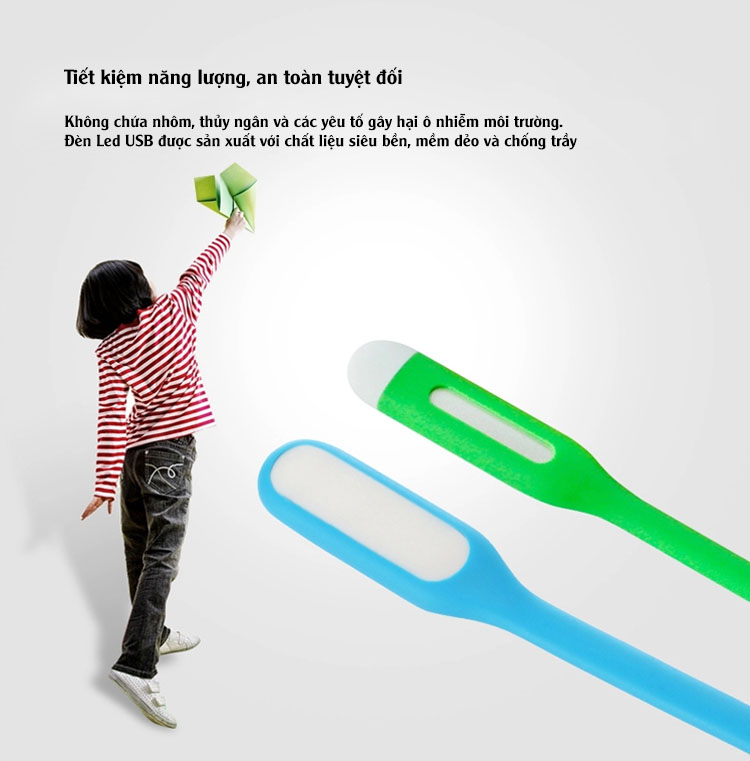 Tiết kiệm năng lượng, an toàn tuyệt đối
Không chứa nhôm, thủy ngân và các yêu tố gây hại ô nhiễm môi trường.
Đèn Led USB được sản xuất với chất liệu siêu bền, mềm dẻo và chống trầy